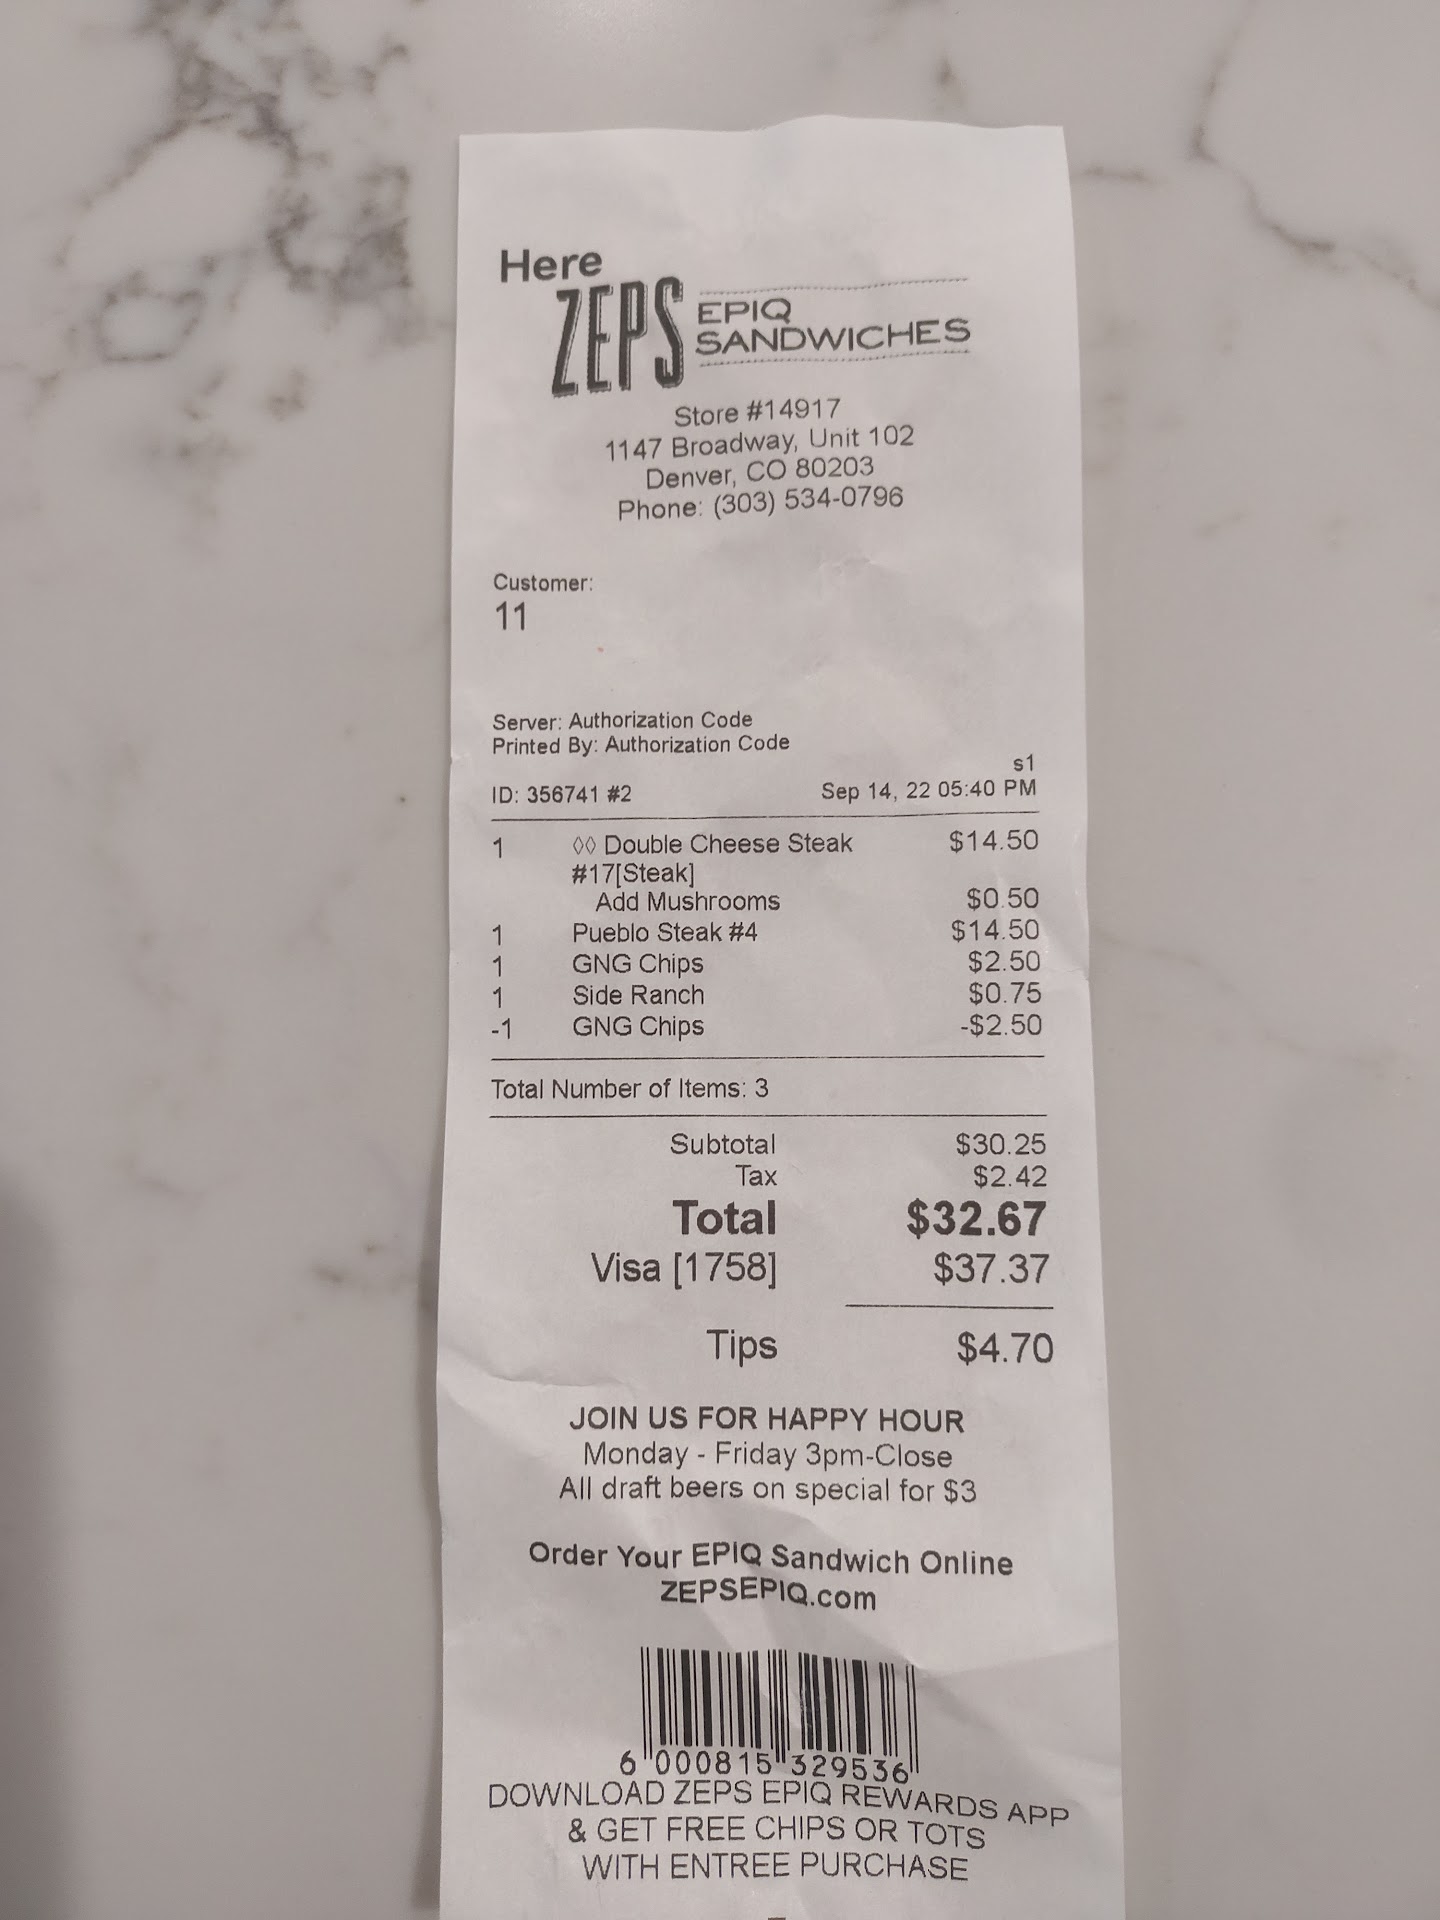 Here
ZEPS EPIQ
SANDWICHES
Store #14917
1147 Broadway, Unit 102
Denver, CO 80203
Phone: (303) 534-0796
Customer:
11
Server: Authorization Code
Printed By: Authorization Code
s1
ID: 356741 #2 Sep 14, 22 05:40 PM
1 ◊◊ Double Cheese Steak $14.50
#17[Steak]
Add Mushrooms $0.50
1 Pueblo Steak #4 $14.50
1 GNG Chips $2.50
1 Side Ranch $0.75
-1 GNG Chips -$2.50
Total Number of Items: 3
Subtotal $30.25
Tax $2.42
Total $32.67
Visa [1758] $37.37
Tips $4.70
JOIN US FOR HAPPY HOUR
Monday - Friday 3pm-Close
All draft beers on special for $3
Order Your EPIQ Sandwich Online
ZEPSEPIQ.com
6 000815 329536
DOWNLOAD ZEPS EPIQ REWARDS APP
& GET FREE CHIPS OR TOTS
WITH ENTREE PURCHASE